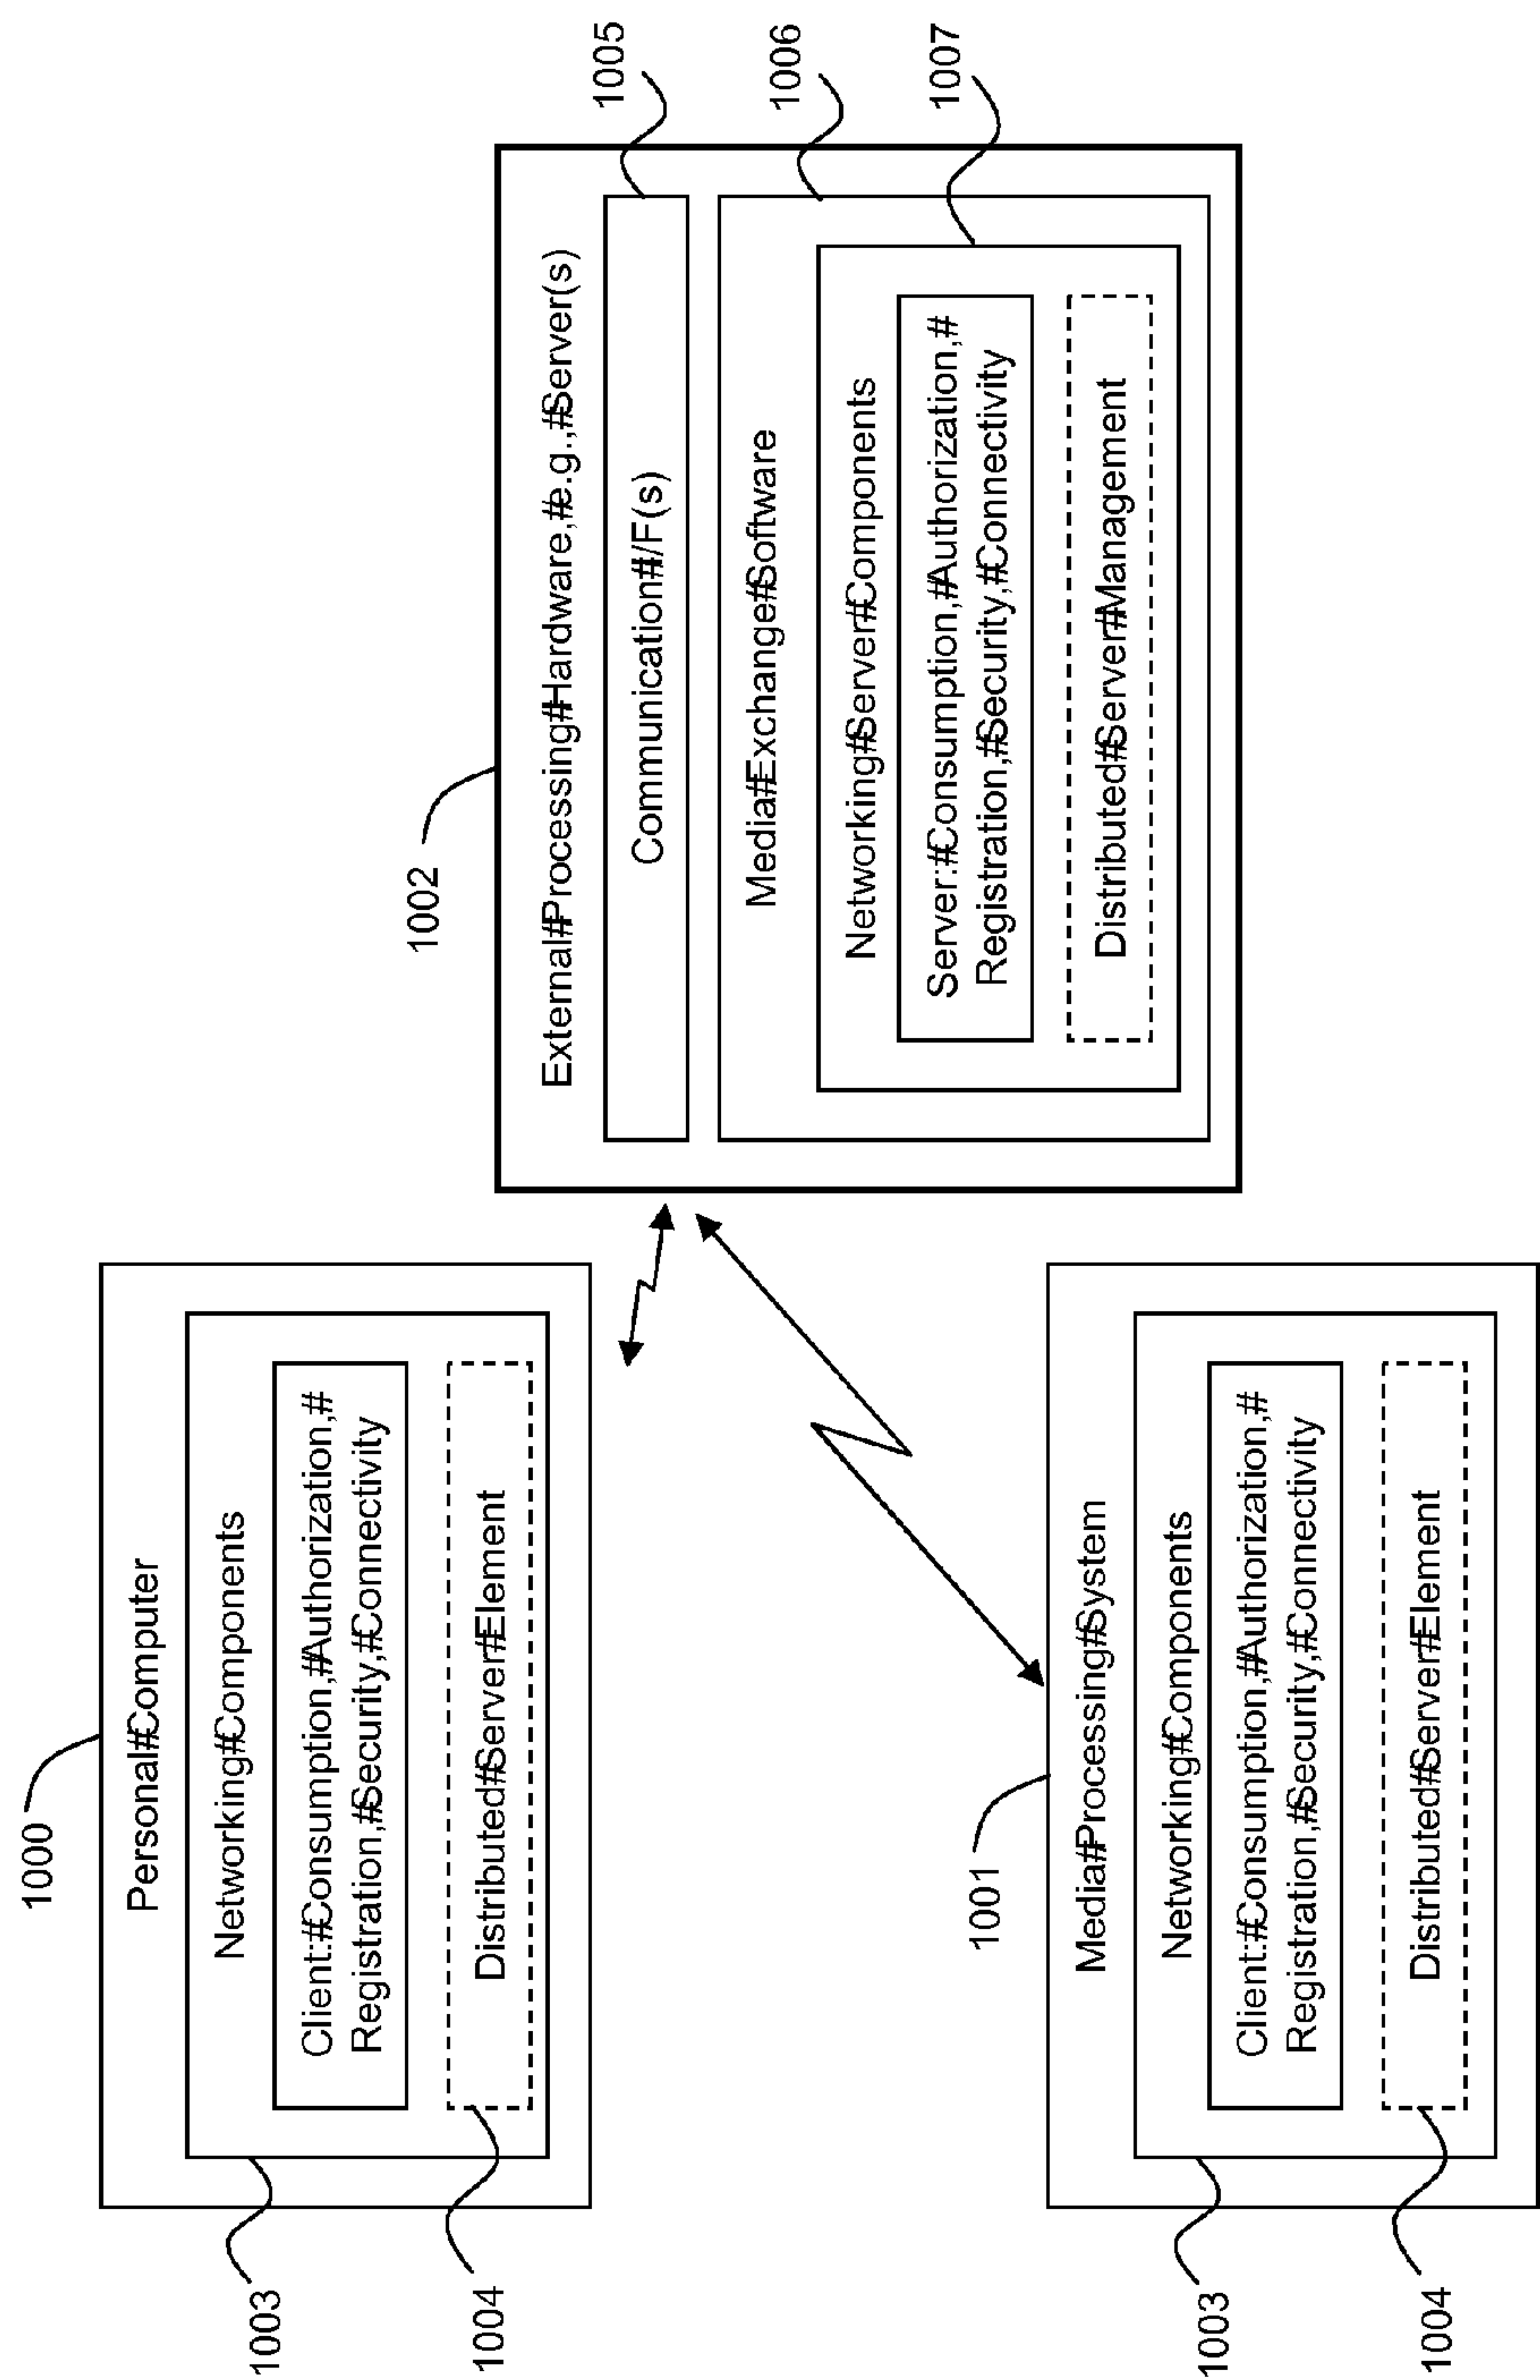 1000
Personal#Computer
Networking#Components
Client:#Consumption,#Authorization,#
Registration,#Security,#Connectivity
Distributed#Server#Element
1003
1004
1001
Media#Processing#System
Networking#Components
Client:#Consumption,#Authorization,#
Registration,#Security,#Connectivity
Distributed#Server#Element
1003
1004
1002
External#Processing#Hardware,#e.g.,#Server(s)
Communication#I/F(s)
Media#Exchange#Software
Networking#Server#Components
Server:#Consumption,#Authorization,#
Registration,#Security,#Connectivity
Distributed#Server#Management
1005
1006
1007